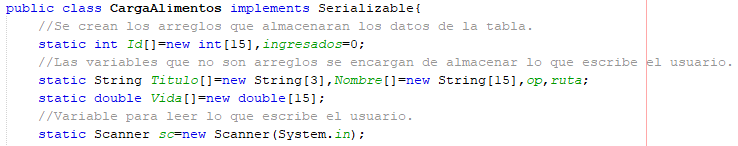 public class CargaAlimentos implements Serializable{
//Se crean los arreglos que almacenaran los datos de la tabla.
static int Id[]=new int[15],ingresados=0;
//Las variables que no son arreglos se encargan de almacenar lo que escribe el usuario.
static String Titulo[]=new String[3],Nombre[]=new String[15],op,ruta;
static double Vida[]=new double[15];
//Variable para leer lo que escribe el usuario.
static Scanner sc=new Scanner(System.in);